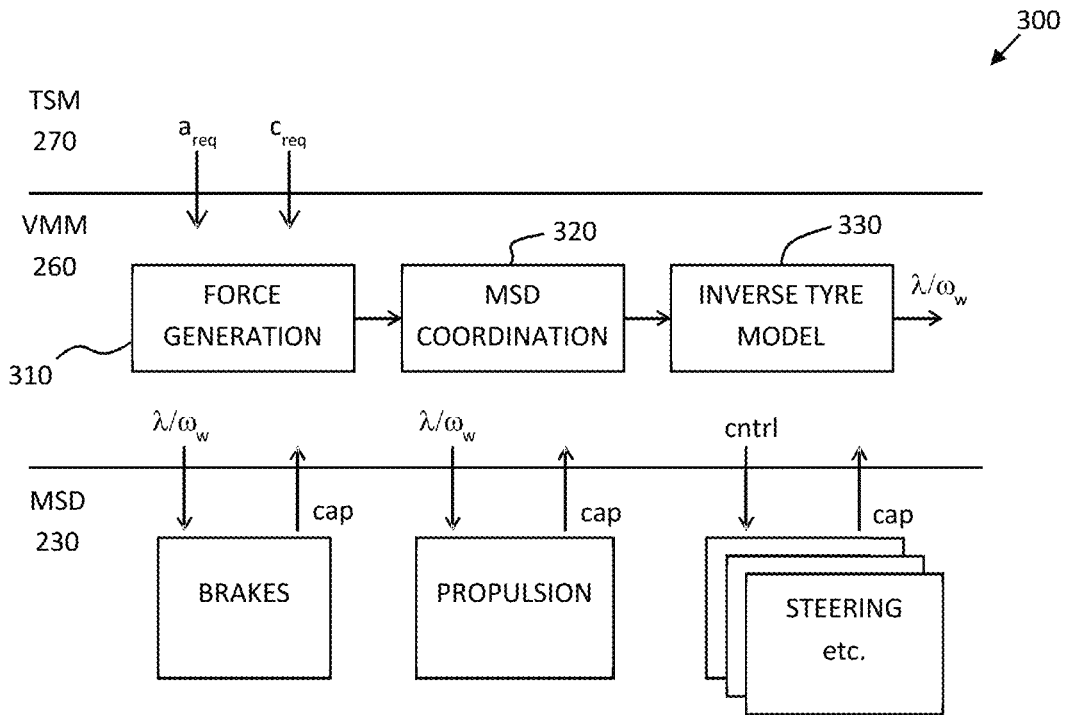 300
TSM
270
a_req
c_req
VMM
260
320
330
FORCE
GENERATION
MSD
COORDINATION
INVERSE TYRE
MODEL
λ/ω_w
310
λ/ω_w
λ/ω_w
cntrl
MSD
230
cap
cap
cap
BRAKES
PROPULSION
STEERING
etc.